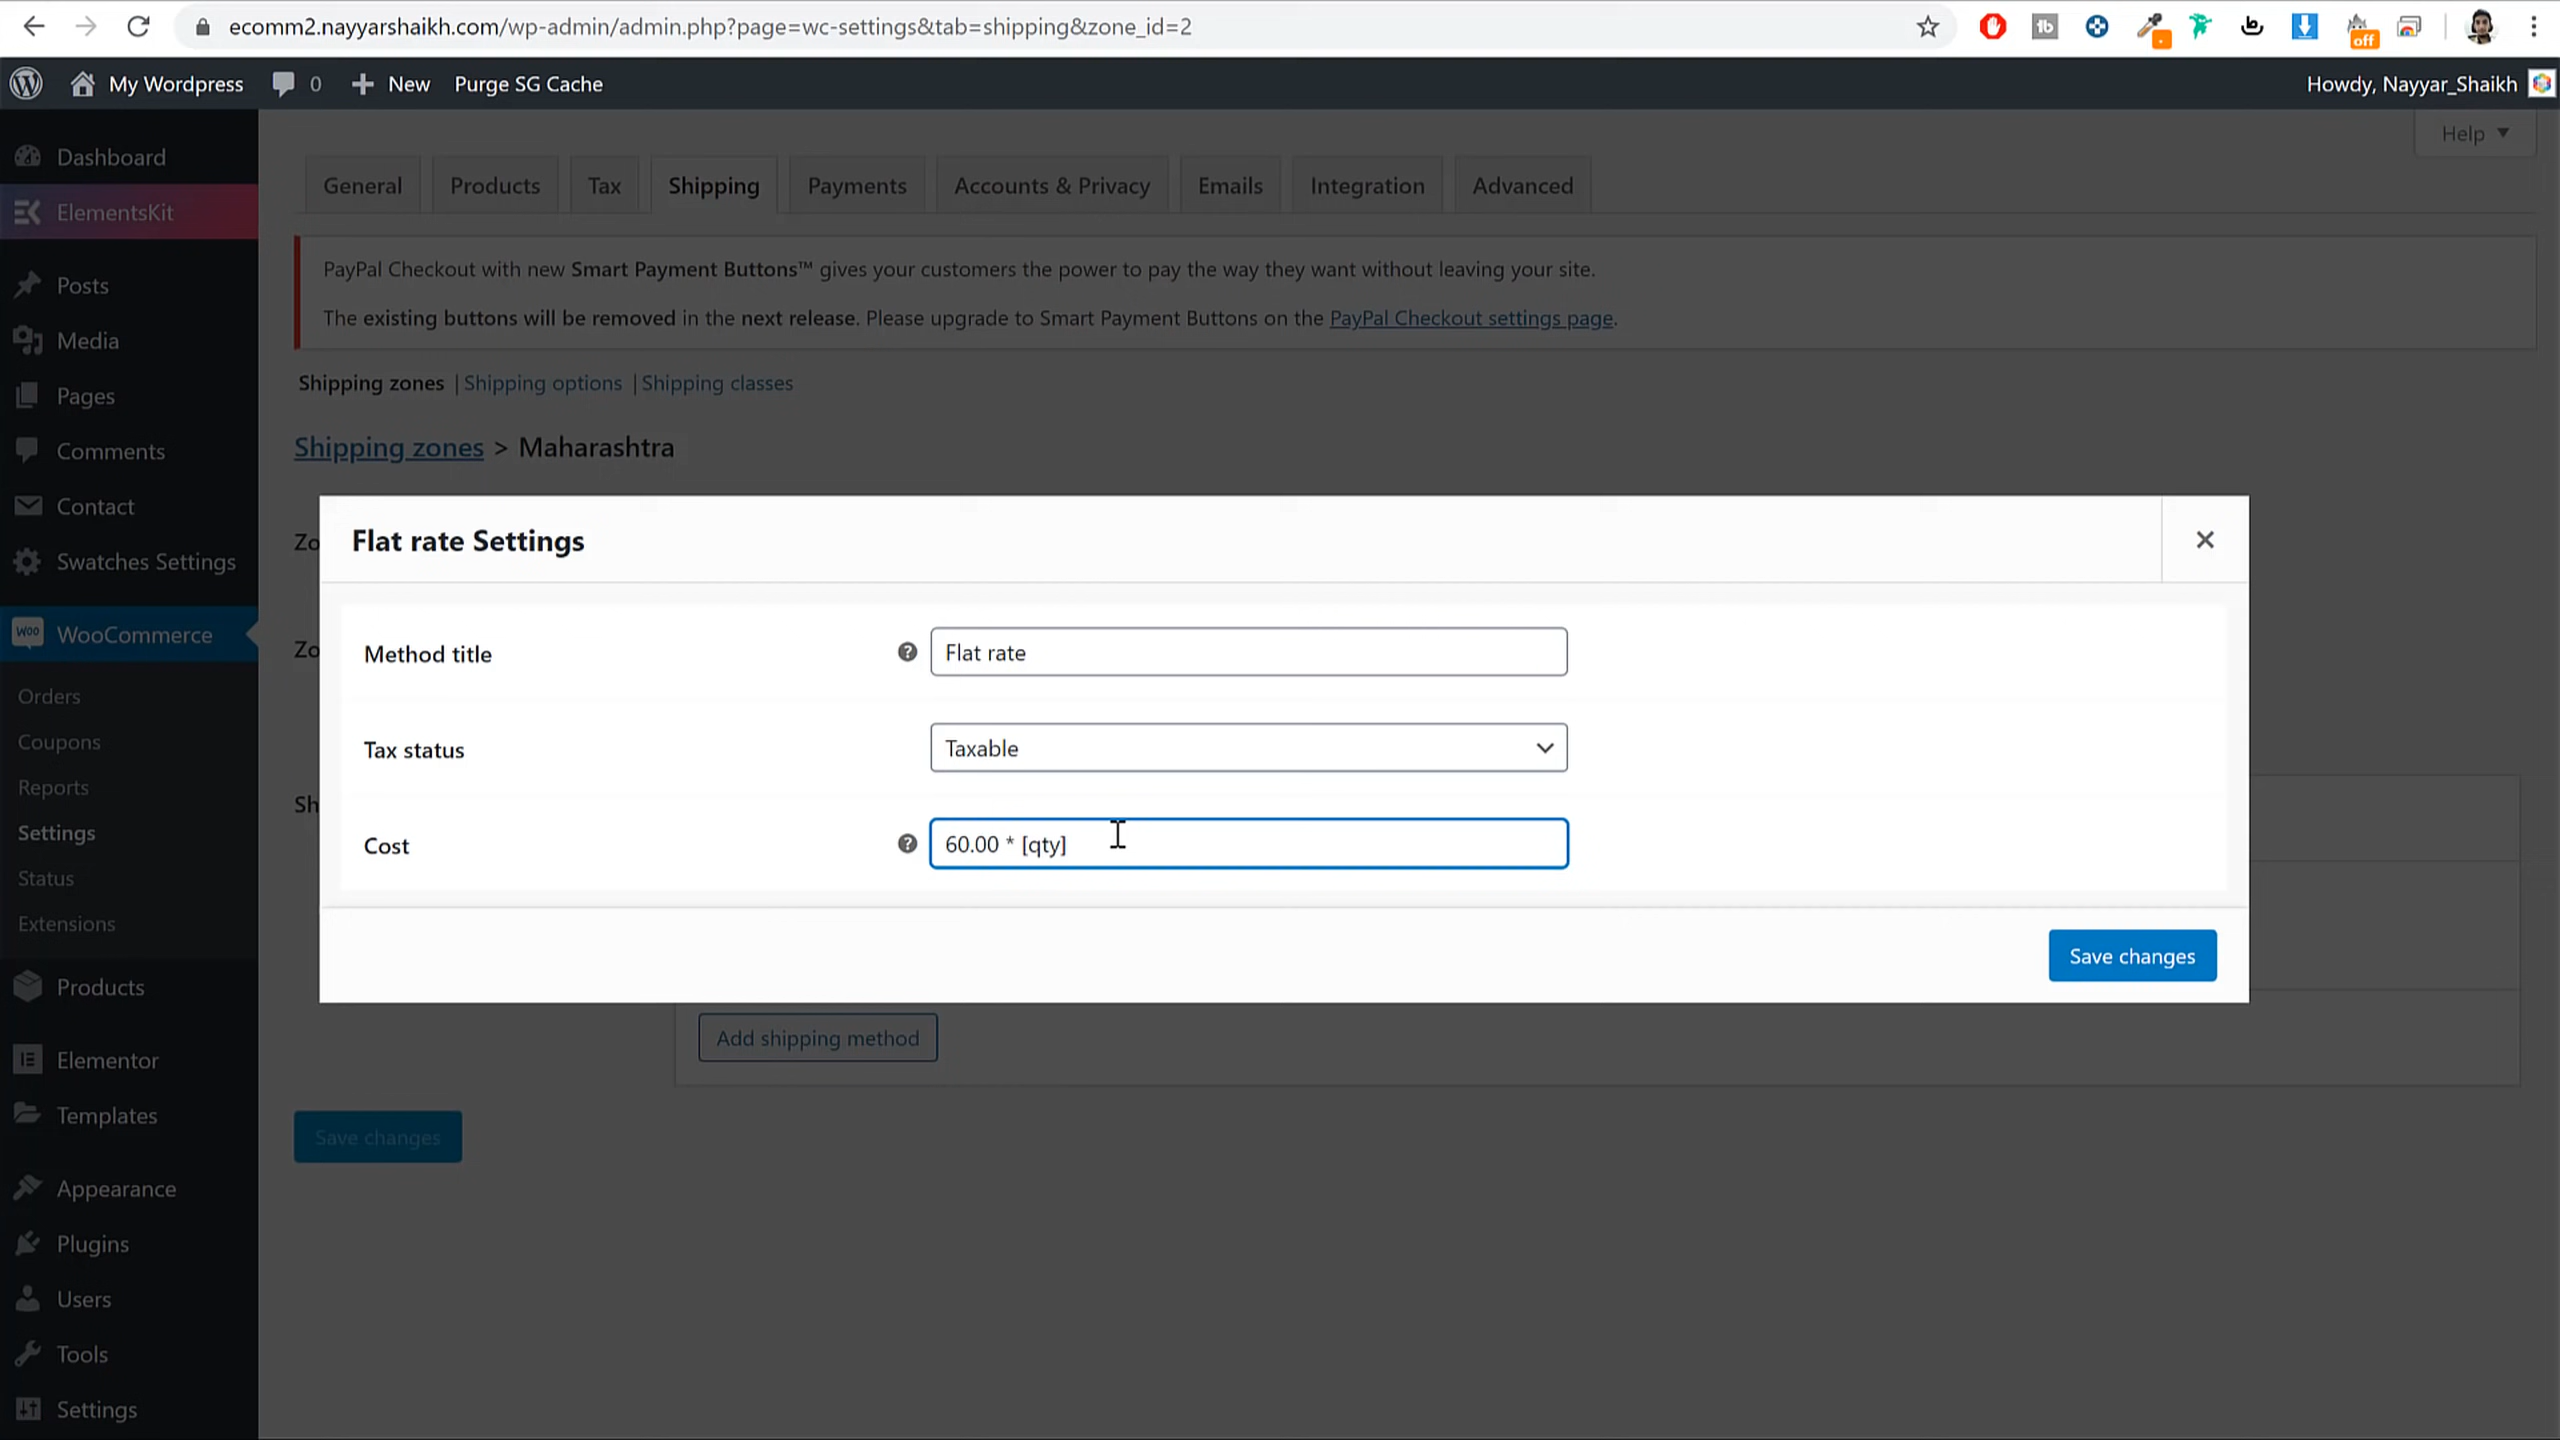 ecomm2.nayyarshaikh.com/wp-admin/admin.php?page=wc-settings&tab=shipping&zone_id=2
off
My Wordpress 0 New Purge SG Cache Howdy, Nayyar_Shaikh
Help
Dashboard
ElementsKit
Posts
Media
Pages
Comments
Contact
Swatches Settings
WooCommerce
Orders
Coupons
Reports
Settings
Status
Extensions
Products
Elementor
Templates
Appearance
Plugins
Users
Tools
Settings
General Products Tax Shipping Payments Accounts & Privacy Emails Integration Advanced
PayPal Checkout with new Smart Payment Buttons™ gives your customers the power to pay the way they want without leaving your site.
The existing buttons will be removed in the next release. Please upgrade to Smart Payment Buttons on the PayPal Checkout settings page.
Shipping zones | Shipping options | Shipping classes
Shipping zones > Maharashtra
Zo
Zo
Sh
Flat rate Settings
Method title Flat rate
Tax status Taxable
Cost 60.00 * [qty]
Save changes
Add shipping method
Save changes